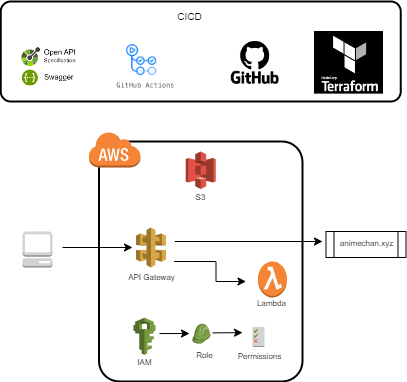 CICD
Open API
Specification
Swagger
GitHub Actions
GitHub
HashiCorp
Terraform
AWS
S3
API Gateway
animechan.xyz
Lambda
IAM
Role
Permissions